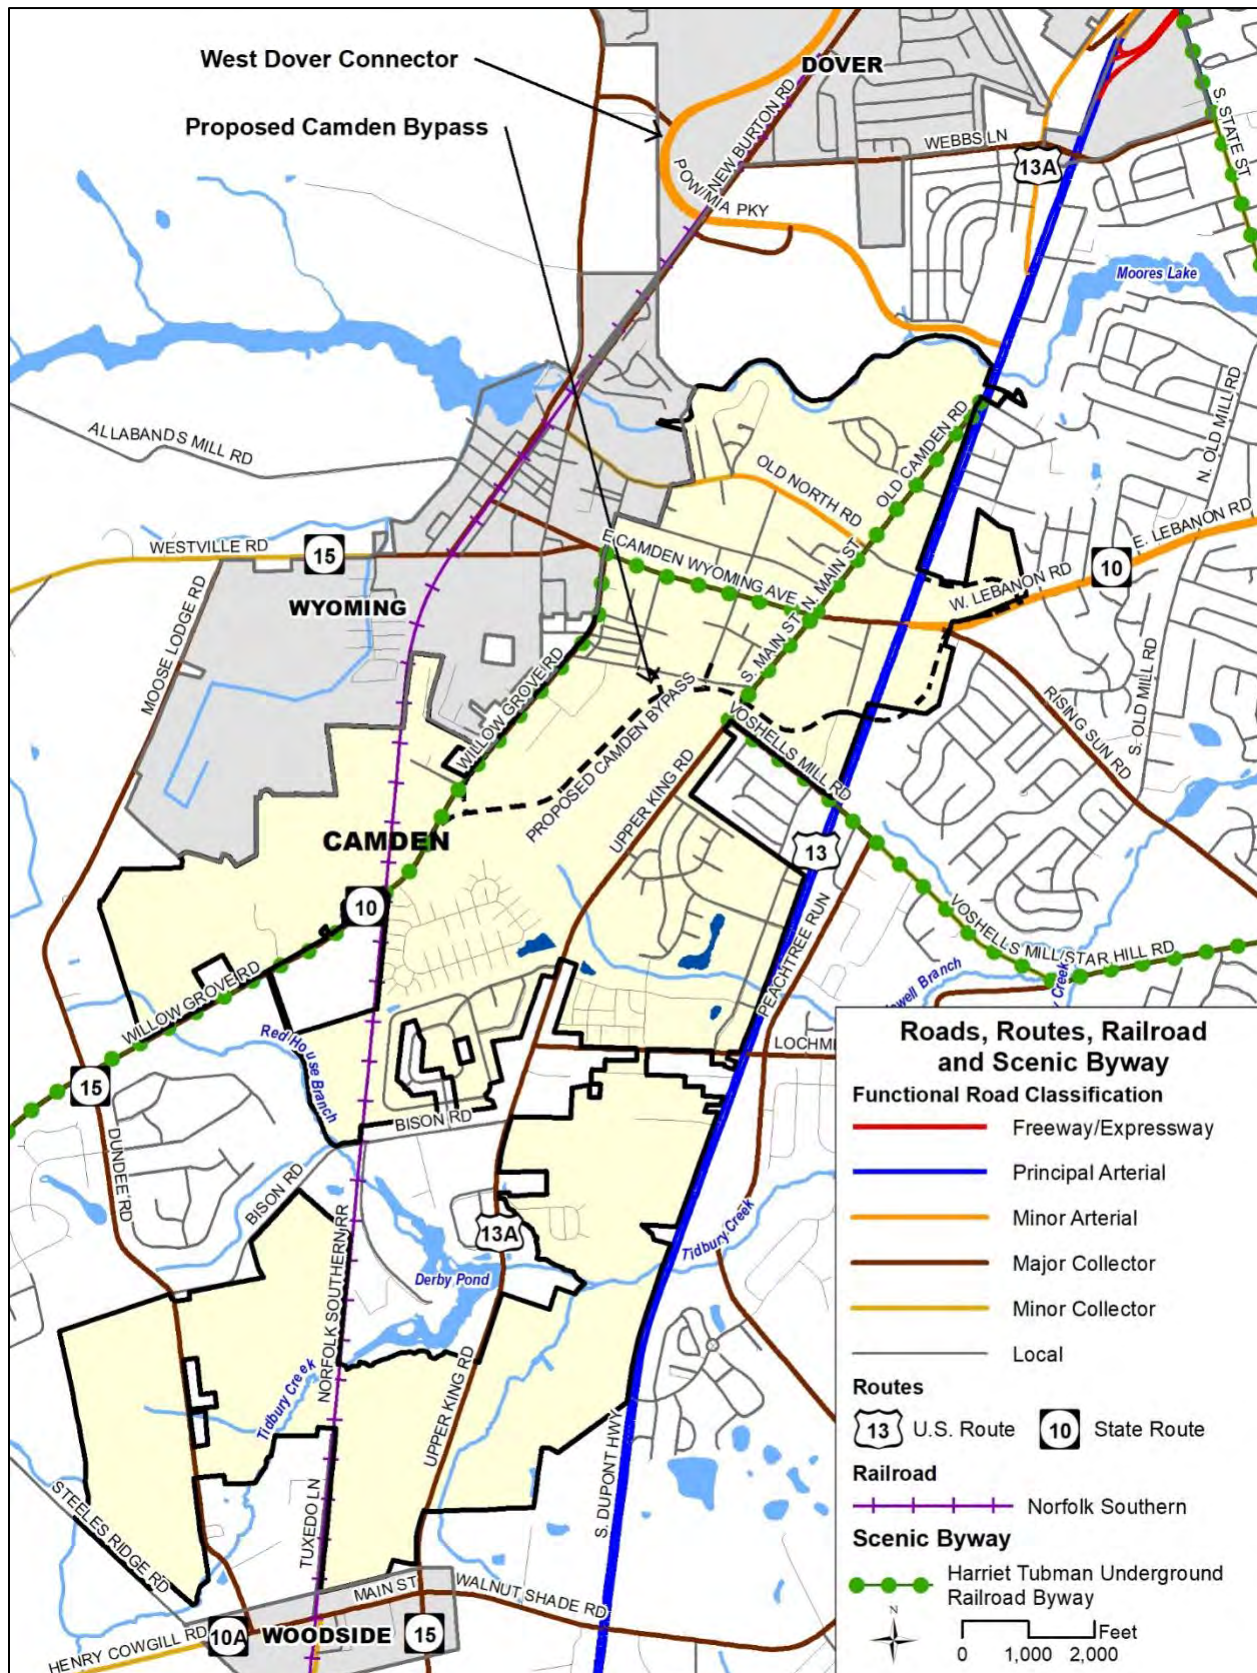 West Dover Connector
DOVER
Proposed Camden Bypass
NEW BURTON RD
POW/MIA PKY
WEBBS LN
13A
S. STATE ST
Moores Lake
ALLABANDS MILL RD
OLD NORTH RD
OLD CAMDEN RD
N. OLD MILL RD
WESTVILLE RD
15
E CAMDEN WYOMING AVE
N. MAIN ST
E. LEBANON RD
10
W. LEBANON RD
WYOMING
MOOSE LODGE RD
S. MAIN ST
WILLOW GROVE RD
PROPOSED CAMDEN BYPASS
VOSHELLS MILL RD
RISING SUN RD
S. OLD MILL RD
UPPER KING RD
CAMDEN
13
10
PEACHTREE RUN
VOSHELLS MILL/STAR HILL RD
WILLOW GROVE RD
Red House Branch
15
LOCHM
BISON RD
DUNDEE RD
BISON RD
13A
Tidbury Creek
Derby Pond
NORFOLK SOUTHERN RR
Tidbury Creek
UPPER KING RD
S. DUPONT HWY
STEELES RIDGE RD
TUXEDO LN
MAIN ST
WALNUT SHADE RD
HENRY COWGILL RD
10A
WOODSIDE
15
Roads, Routes, Railroad
and Scenic Byway
Functional Road Classification
Freeway/Expressway
Principal Arterial
Minor Arterial
Major Collector
Minor Collector
Local
Routes
13 U.S. Route 10 State Route
Railroad
Norfolk Southern
Scenic Byway
Harriet Tubman Underground
Railroad Byway
N
Feet
0 1,000 2,000